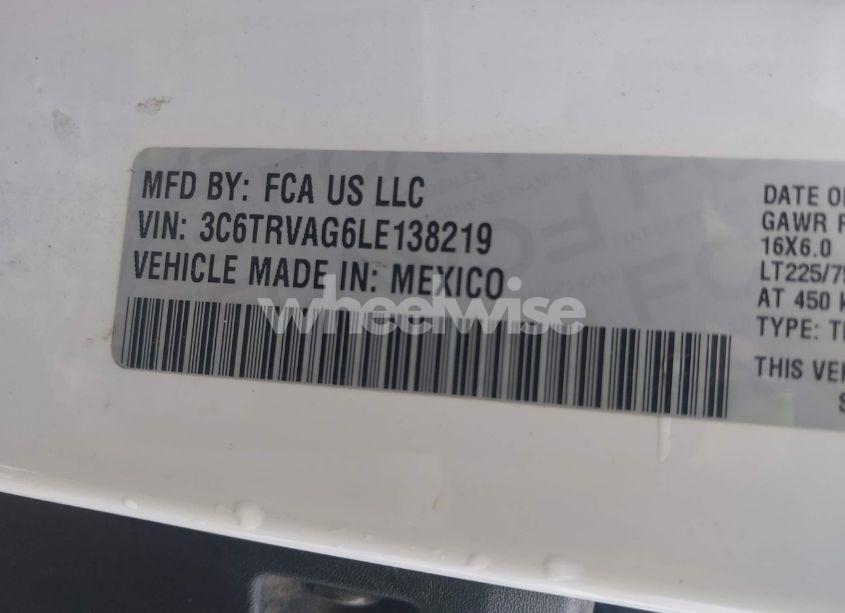 MFD BY: FCA US LLC
VIN: 3C6TRVAG6LE138219
VEHICLE MADE IN: MEXICO
wheelwise
DATE O
GAWR
16X6.0
LT225/75
AT 450
TYPE: T
THIS VE